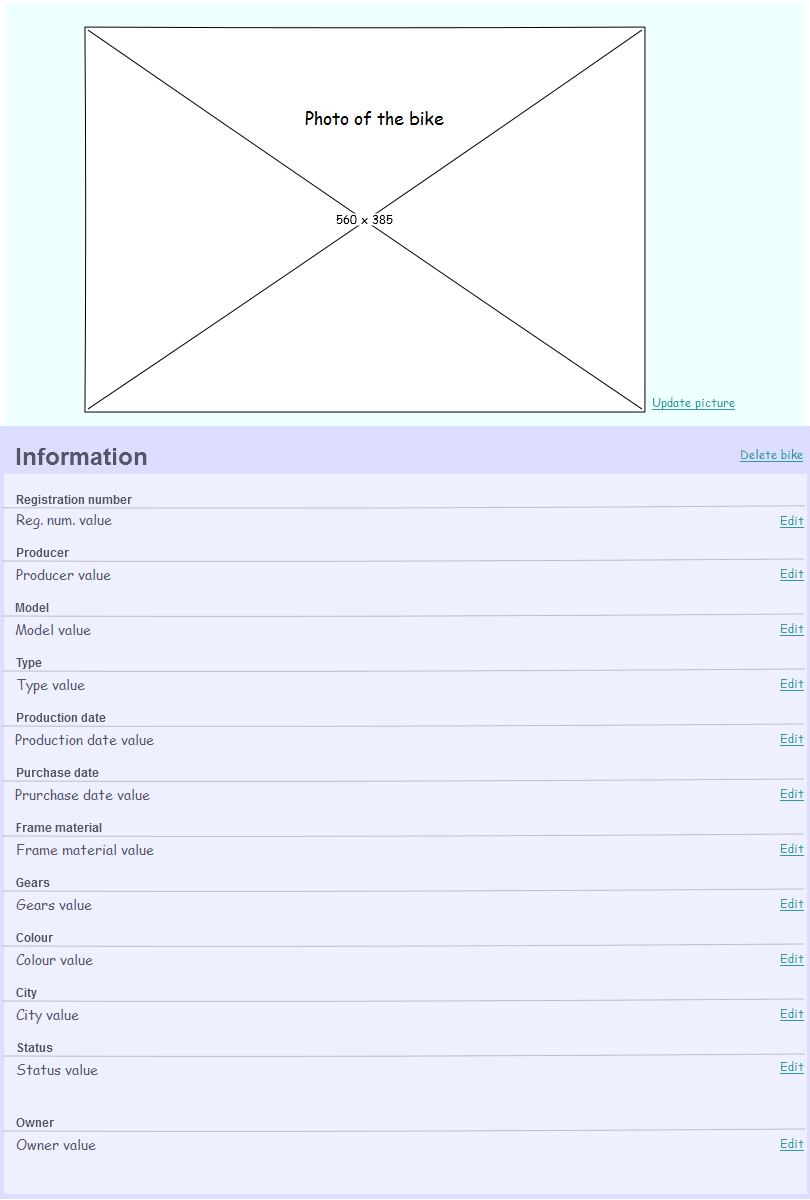 Photo of the bike
560 x 385
Update picture
Information
Delete bike
Registration number
Reg. num. value
Edit
Producer
Producer value
Edit
Model
Model value
Edit
Type
Type value
Edit
Production date
Production date value
Edit
Purchase date
Prurchase date value
Edit
Frame material
Frame material value
Edit
Gears
Gears value
Edit
Colour
Colour value
Edit
City
City value
Edit
Status
Status value
Edit
Owner
Owner value
Edit